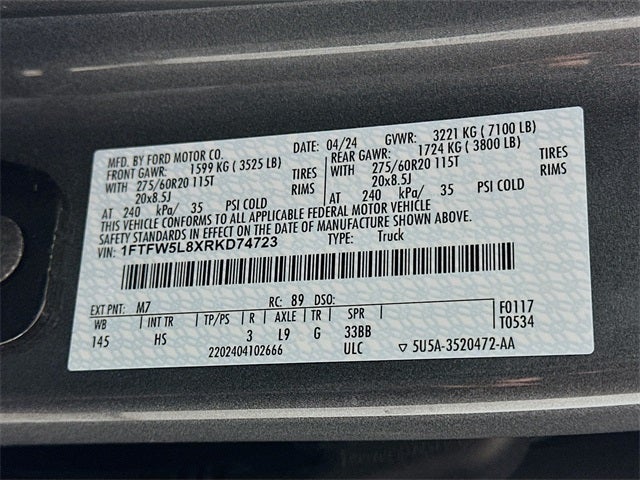 MFD. BY FORD MOTOR CO. DATE: 04/24 GVWR: 3221 KG ( 7100 LB)
FRONT GAWR: 1599 KG ( 3525 LB) REAR GAWR: 1724 KG ( 3800 LB)
WITH 275/60R20 115T TIRES WITH 275/60R20 115T TIRES
20x8.5J RIMS 20x8.5J RIMS
AT 240 kPa/ 35 PSI COLD AT 240 kPa/ 35 PSI COLD
THIS VEHICLE CONFORMS TO ALL APPLICABLE FEDERAL MOTOR VEHICLE
SAFETY STANDARDS IN EFFECT ON THE DATE OF MANUFACTURE SHOWN ABOVE.
VIN: 1FTFW5L8XRKD74723 TYPE: Truck
EXT PNT: M7 RC: 89 DSO: F0117
WB INT TR TP/PS R AXLE TR SPR T0534
145 HS 3 L9 G 33BB
2202404102666 ULC ▽ 5U5A-3520472-AA